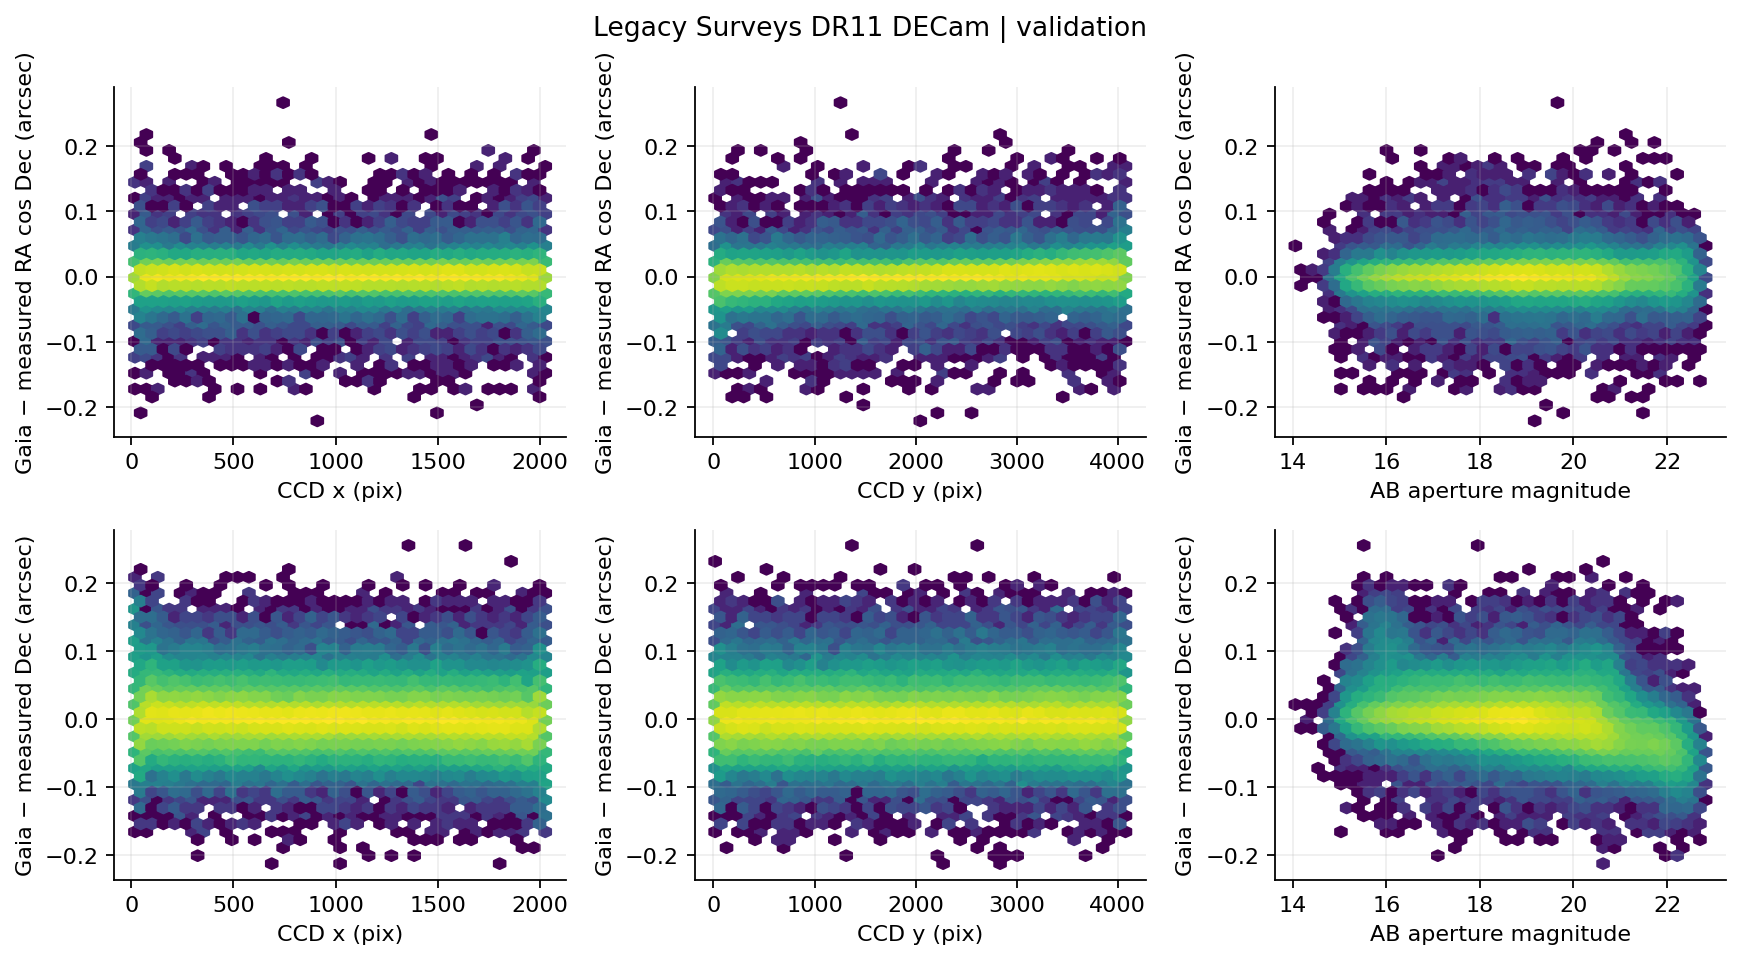 Legacy Surveys DR11 DECam | validation
Gaia − measured RA cos Dec (arcsec)
0.2
0.1
0.0
−0.1
−0.2
0 500 1000 1500 2000
CCD x (pix)
Gaia − measured RA cos Dec (arcsec)
0.2
0.1
0.0
−0.1
−0.2
0 1000 2000 3000 4000
CCD y (pix)
Gaia − measured RA cos Dec (arcsec)
0.2
0.1
0.0
−0.1
−0.2
14 16 18 20 22
AB aperture magnitude
Gaia − measured Dec (arcsec)
0.2
0.1
0.0
−0.1
−0.2
0 500 1000 1500 2000
CCD x (pix)
Gaia − measured Dec (arcsec)
0.2
0.1
0.0
−0.1
−0.2
0 1000 2000 3000 4000
CCD y (pix)
Gaia − measured Dec (arcsec)
0.2
0.1
0.0
−0.1
−0.2
14 16 18 20 22
AB aperture magnitude